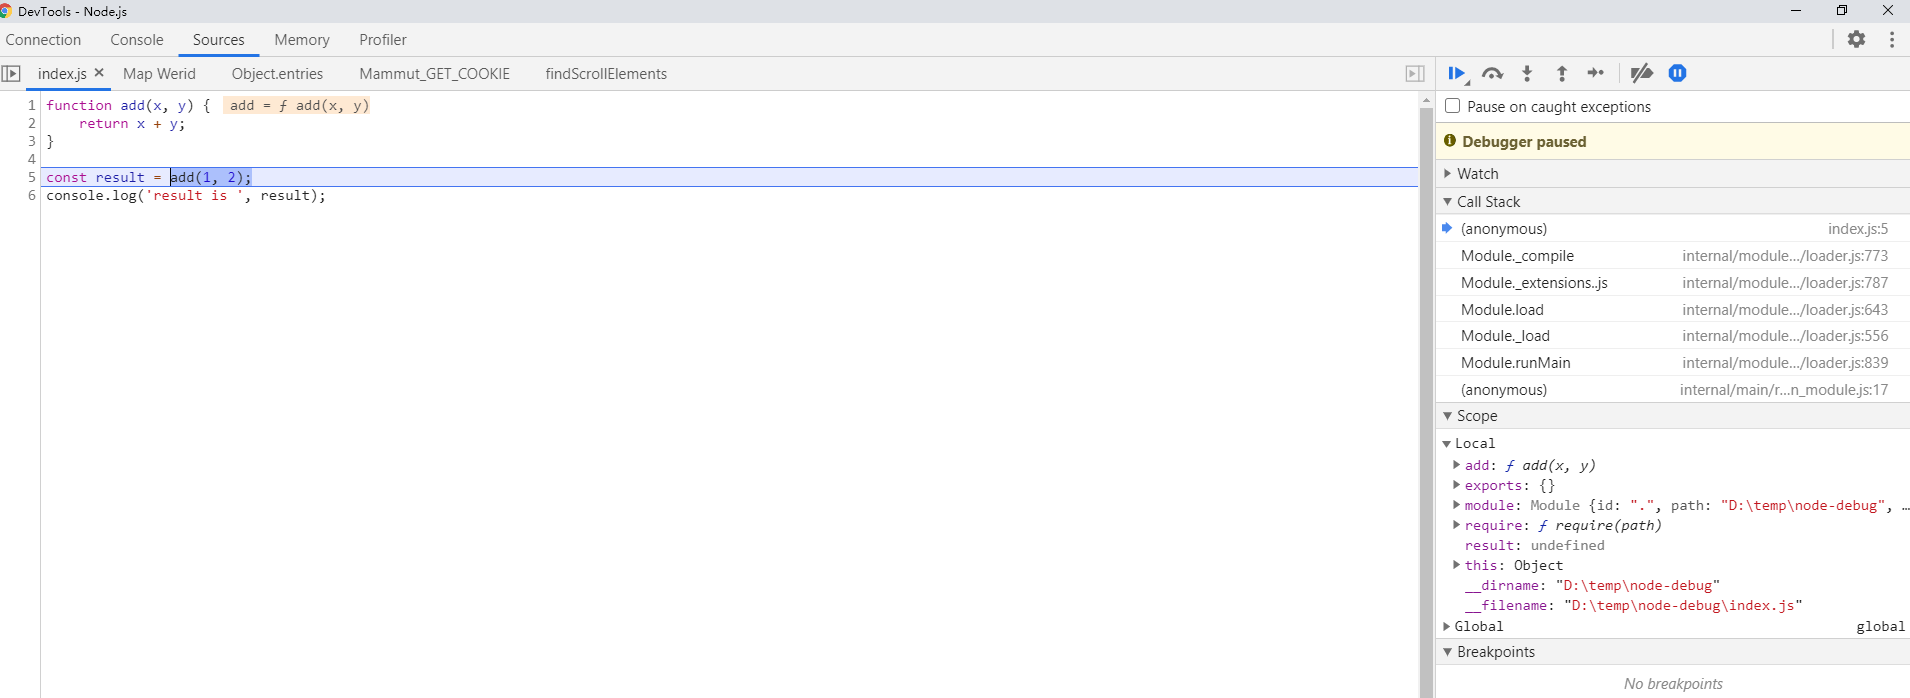 DevTools - Node.js
Connection Console Sources Memory Profiler
index.js × Map Werid Object.entries Mammut_GET_COOKIE findScrollElements
1 function add(x, y) { add = ƒ add(x, y)
2 return x + y;
3 }
4
5 const result = add(1, 2);
6 console.log('result is ', result);
Pause on caught exceptions
Debugger paused
Watch
Call Stack
(anonymous) index.js:5
Module._compile internal/module…/loader.js:773
Module._extensions..js internal/module…/loader.js:787
Module.load internal/module…/loader.js:643
Module._load internal/module…/loader.js:556
Module.runMain internal/module…/loader.js:839
(anonymous) internal/main/r…n_module.js:17
Scope
Local
add: ƒ add(x, y)
exports: {}
module: Module {id: ".", path: "D:\temp\node-debug", …
require: ƒ require(path)
result: undefined
this: Object
__dirname: "D:\temp\node-debug"
__filename: "D:\temp\node-debug\index.js"
Global global
Breakpoints
No breakpoints